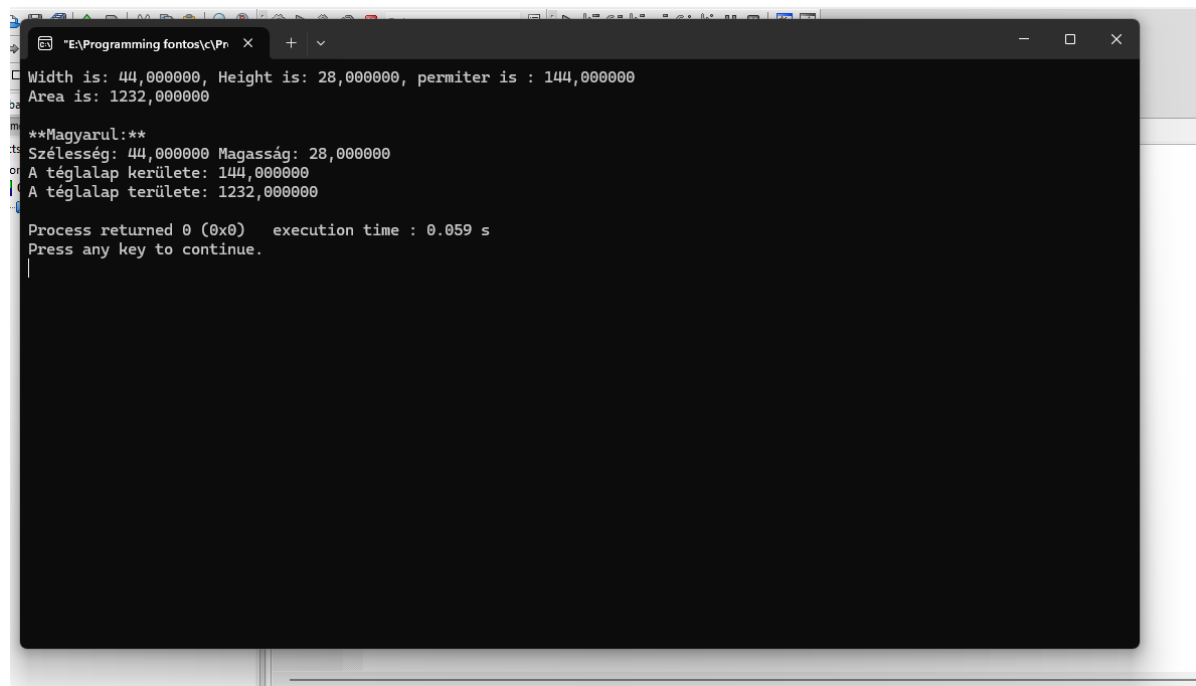 "E:\Programming fontos\c\Pr
Width is: 44,000000, Height is: 28,000000, permiter is : 144,000000
Area is: 1232,000000
**Magyarul:**
Szélesség: 44,000000 Magasság: 28,000000
A téglalap kerülete: 144,000000
A téglalap területe: 1232,000000
Process returned 0 (0x0)   execution time : 0.059 s
Press any key to continue.